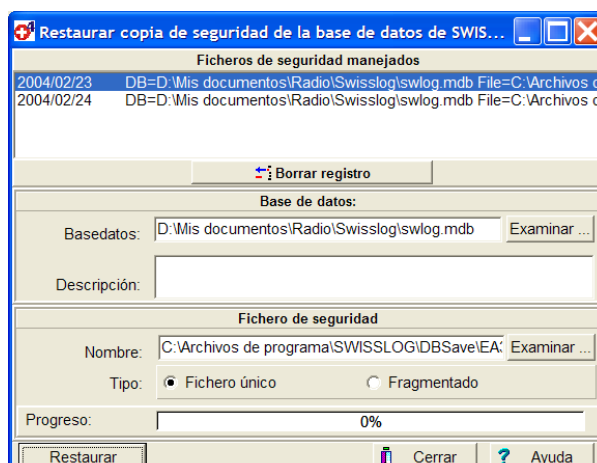 Restaurar copia de seguridad de la base de datos de SWIS...
Ficheros de seguridad manejados
2004/02/23 DB=D:\Mis documentos\Radio\Swisslog\swlog.mdb File=C:\Archivos
2004/02/24 DB=D:\Mis documentos\Radio\Swisslog\swlog.mdb File=C:\Archivos
Borrar registro
Base de datos:
Basedatos: D:\Mis documentos\Radio\Swisslog\swlog.mdb Examinar ...
Descripción:
Fichero de seguridad
Nombre: C:\Archivos de programa\SWISSLOG\DBSave\EA Examinar ...
Tipo: Fichero único Fragmentado
Progreso: 0%
Restaurar Cerrar ? Ayuda